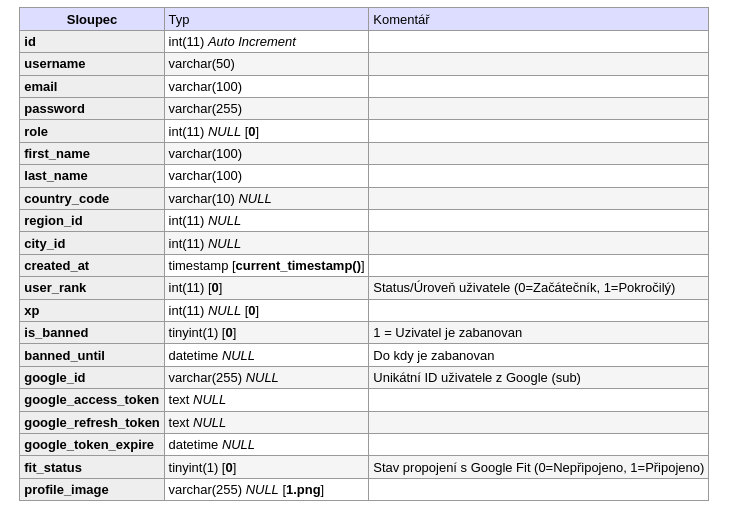 Sloupec Typ Komentář
id int(11) Auto Increment
username varchar(50)
email varchar(100)
password varchar(255)
role int(11) NULL [0]
first_name varchar(100)
last_name varchar(100)
country_code varchar(10) NULL
region_id int(11) NULL
city_id int(11) NULL
created_at timestamp [current_timestamp()]
user_rank int(11) [0] Status/Úroveň uživatele (0=Začátečník, 1=Pokročilý)
xp int(11) NULL [0]
is_banned tinyint(1) [0] 1 = Uzivatel je zabanovan
banned_until datetime NULL Do kdy je zabanovan
google_id varchar(255) NULL Unikátní ID uživatele z Google (sub)
google_access_token text NULL
google_refresh_token text NULL
google_token_expire datetime NULL
fit_status tinyint(1) [0] Stav propojení s Google Fit (0=Nepřipojeno, 1=Připojeno)
profile_image varchar(255) NULL [1.png]